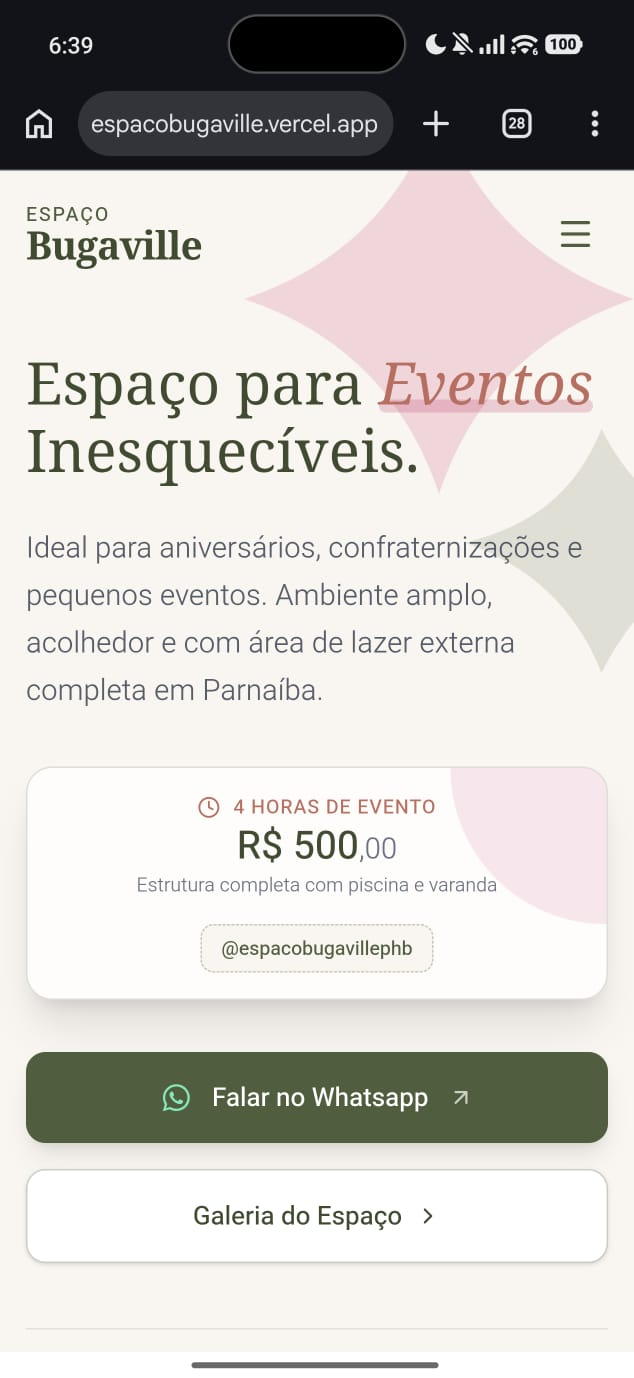 6:39
6
100
espacobugaville.vercel.app
28
ESPAÇO
Bugaville
Espaço para Eventos
Inesquecíveis.
Ideal para aniversários, confraternizações e
pequenos eventos. Ambiente amplo,
acolhedor e com área de lazer externa
completa em Parnaíba.
4 HORAS DE EVENTO
R$ 500,00
Estrutura completa com piscina e varanda
@espacobugavillephb
Falar no Whatsapp
Galeria do Espaço